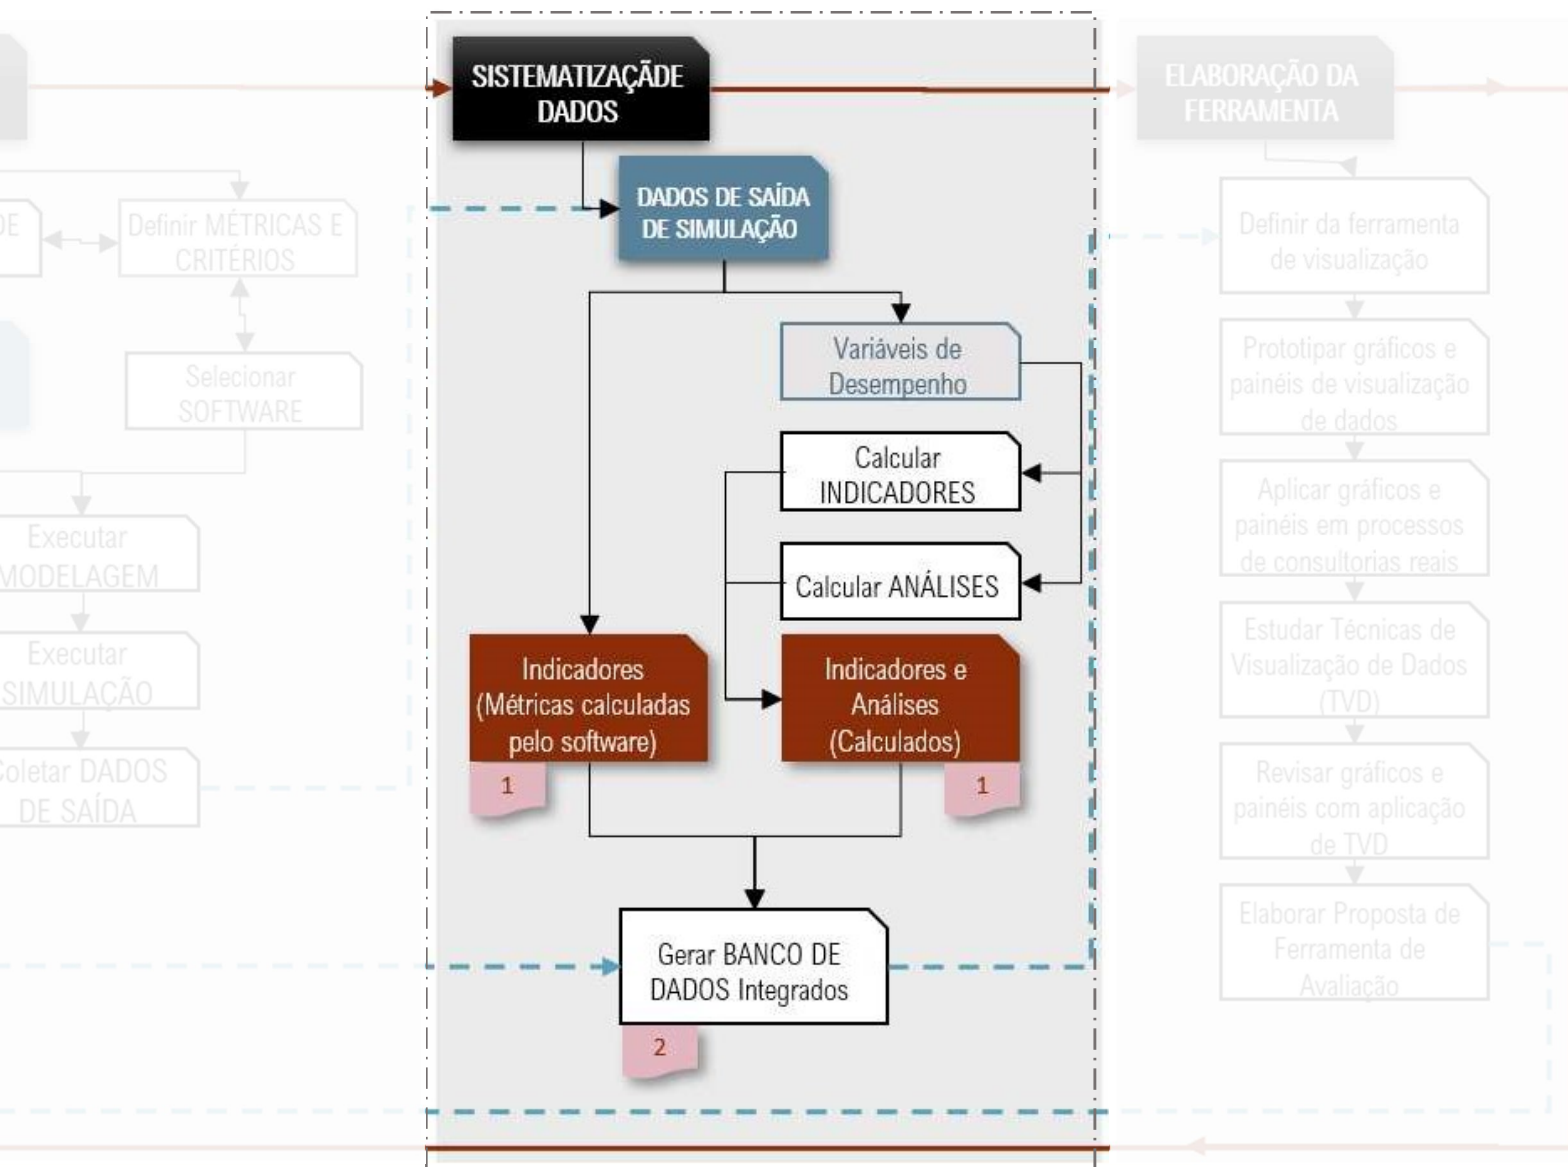 SISTEMATIZAÇÃDE
DADOS
DADOS DE SAÍDA
DE SIMULAÇÃO
Variáveis de
Desempenho
Calcular
INDICADORES
Calcular ANÁLISES
Indicadores
(Métricas calculadas
pelo software)
1
Indicadores e
Análises
(Calculados)
1
Gerar BANCO DE
DADOS Integrados
2
DE
Definir MÉTRICAS E
CRITÉRIOS
Selecionar
SOFTWARE
Executar
MODELAGEM
Executar
SIMULAÇÃO
Coletar DADOS
DE SAÍDA
ELABORAÇÃO DA
FERRAMENTA
Definir da ferramenta
de visualização
Prototipar gráficos e
painéis de visualização
de dados
Aplicar gráficos e
painéis em processos
de consultorias reais
Estudar Técnicas de
Visualização de Dados
(TVD)
Revisar gráficos e
painéis com aplicação
de TVD
Elaborar Proposta de
Ferramenta de
Avaliação